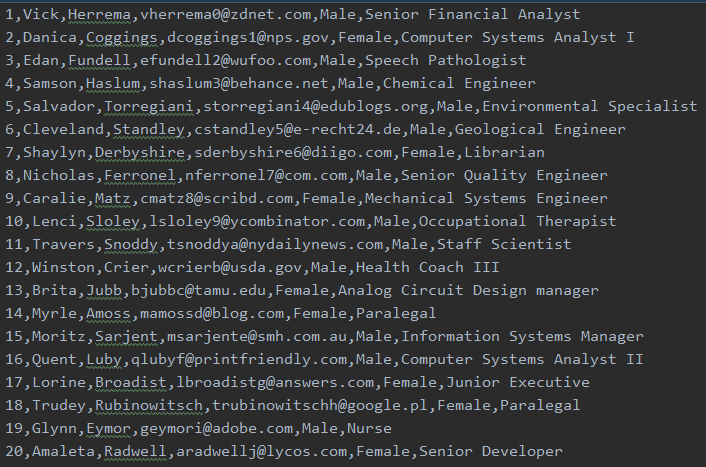 1,Vick,Herrema,vherrema0@zdnet.com,Male,Senior Financial Analyst
2,Danica,Coggings,dcoggings1@nps.gov,Female,Computer Systems Analyst I
3,Edan,Fundell,efundell2@wufoo.com,Male,Speech Pathologist
4,Samson,Haslum,shaslum3@behance.net,Male,Chemical Engineer
5,Salvador,Torregiani,storregiani4@edublogs.org,Male,Environmental Specialist
6,Cleveland,Standley,cstandley5@e-recht24.de,Male,Geological Engineer
7,Shaylyn,Derbyshire,sderbyshire6@diigo.com,Female,Librarian
8,Nicholas,Ferronel,nferronel7@com.com,Male,Senior Quality Engineer
9,Caralie,Matz,cmatz8@scribd.com,Female,Mechanical Systems Engineer
10,Lenci,Sloley,lsloley9@ycombinator.com,Male,Occupational Therapist
11,Travers,Snoddy,tsnoddya@nydailynews.com,Male,Staff Scientist
12,Winston,Crier,wcrierb@usda.gov,Male,Health Coach III
13,Brita,Jubb,bjubbc@tamu.edu,Female,Analog Circuit Design manager
14,Myrle,Amoss,mamossd@blog.com,Female,Paralegal
15,Moritz,Sarjent,msarjente@smh.com.au,Male,Information Systems Manager
16,Quent,Luby,qlubyf@printfriendly.com,Male,Computer Systems Analyst II
17,Lorine,Broadist,lbroadistg@answers.com,Female,Junior Executive
18,Trudey,Rubinowitsch,trubinowitschh@google.pl,Female,Paralegal
19,Glynn,Eymor,geymori@adobe.com,Male,Nurse
20,Amaleta,Radwell,aradwellj@lycos.com,Female,Senior Developer